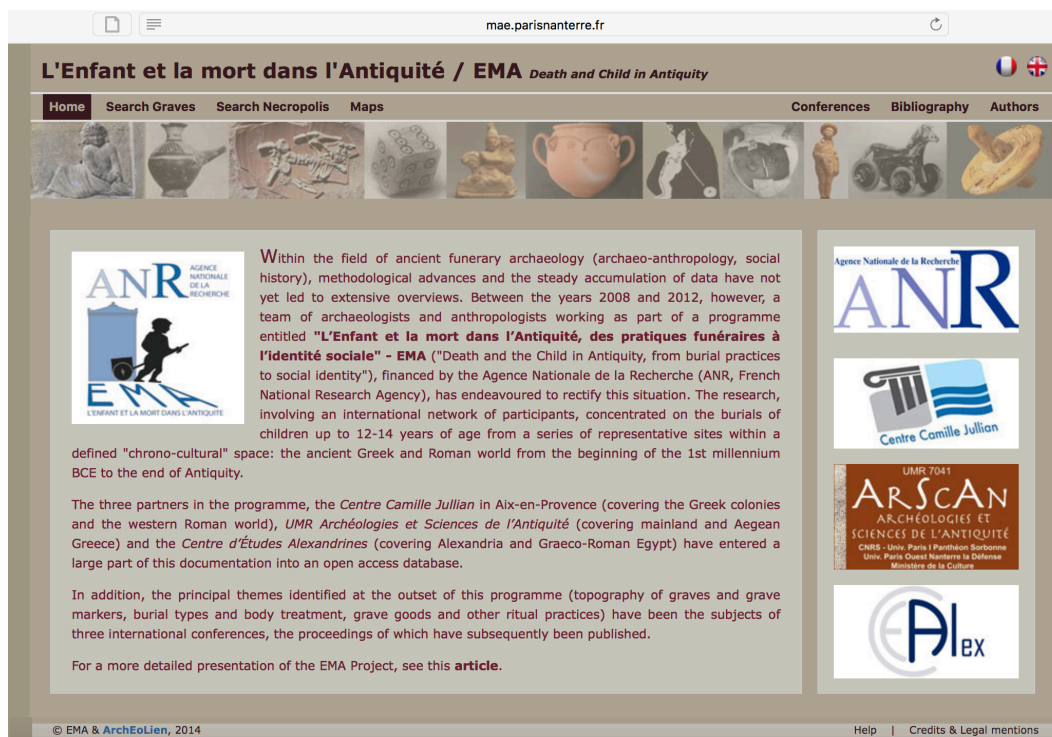 mae.parisnanterre.fr
L'Enfant et la mort dans l'Antiquité / EMA Death and Child in Antiquity
Home Search Graves Search Necropolis Maps Conferences Bibliography Authors
ANR AGENCE NATIONALE DE LA RECHERCHE
EMA
L'ENFANT ET LA MORT DANS L'ANTIQUITÉ
Within the field of ancient funerary archaeology (archaeo-anthropology, social
history), methodological advances and the steady accumulation of data have not
yet led to extensive overviews. Between the years 2008 and 2012, however, a
team of archaeologists and anthropologists working as part of a programme
entitled "L’Enfant et la mort dans l’Antiquité, des pratiques funéraires à
l’identité sociale" - EMA ("Death and the Child in Antiquity, from burial practices
to social identity"), financed by the Agence Nationale de la Recherche (ANR, French
National Research Agency), has endeavoured to rectify this situation. The research,
involving an international network of participants, concentrated on the burials of
children up to 12-14 years of age from a series of representative sites within a
defined "chrono-cultural" space: the ancient Greek and Roman world from the beginning of the 1st millennium
BCE to the end of Antiquity.
The three partners in the programme, the Centre Camille Jullian in Aix-en-Provence (covering the Greek colonies
and the western Roman world), UMR Archéologies et Sciences de l’Antiquité (covering mainland and Aegean
Greece) and the Centre d’Études Alexandrines (covering Alexandria and Graeco-Roman Egypt) have entered a
large part of this documentation into an open access database.
In addition, the principal themes identified at the outset of this programme (topography of graves and grave
markers, burial types and body treatment, grave goods and other ritual practices) have been the subjects of
three international conferences, the proceedings of which have subsequently been published.
For a more detailed presentation of the EMA Project, see this article.
Agence Nationale de la Recherche
ANR
Centre Camille Jullian
UMR 7041
ARSCAN
ARCHÉOLOGIES ET
SCIENCES DE L'ANTIQUITÉ
CNRS - Univ. Paris I Panthéon Sorbonne
Univ. Paris Ouest Nanterre la Défense
Ministère de la Culture
CEAlex
© EMA & ArchEoLien, 2014 Help | Credits & Legal mentions